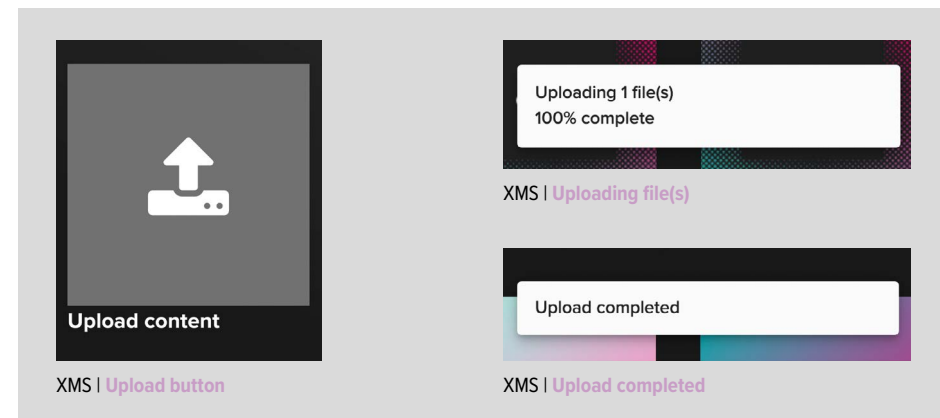 Upload content
XMS | Upload button
Uploading 1 file(s)
100% complete
XMS | Uploading file(s)
Upload completed
XMS | Upload completed